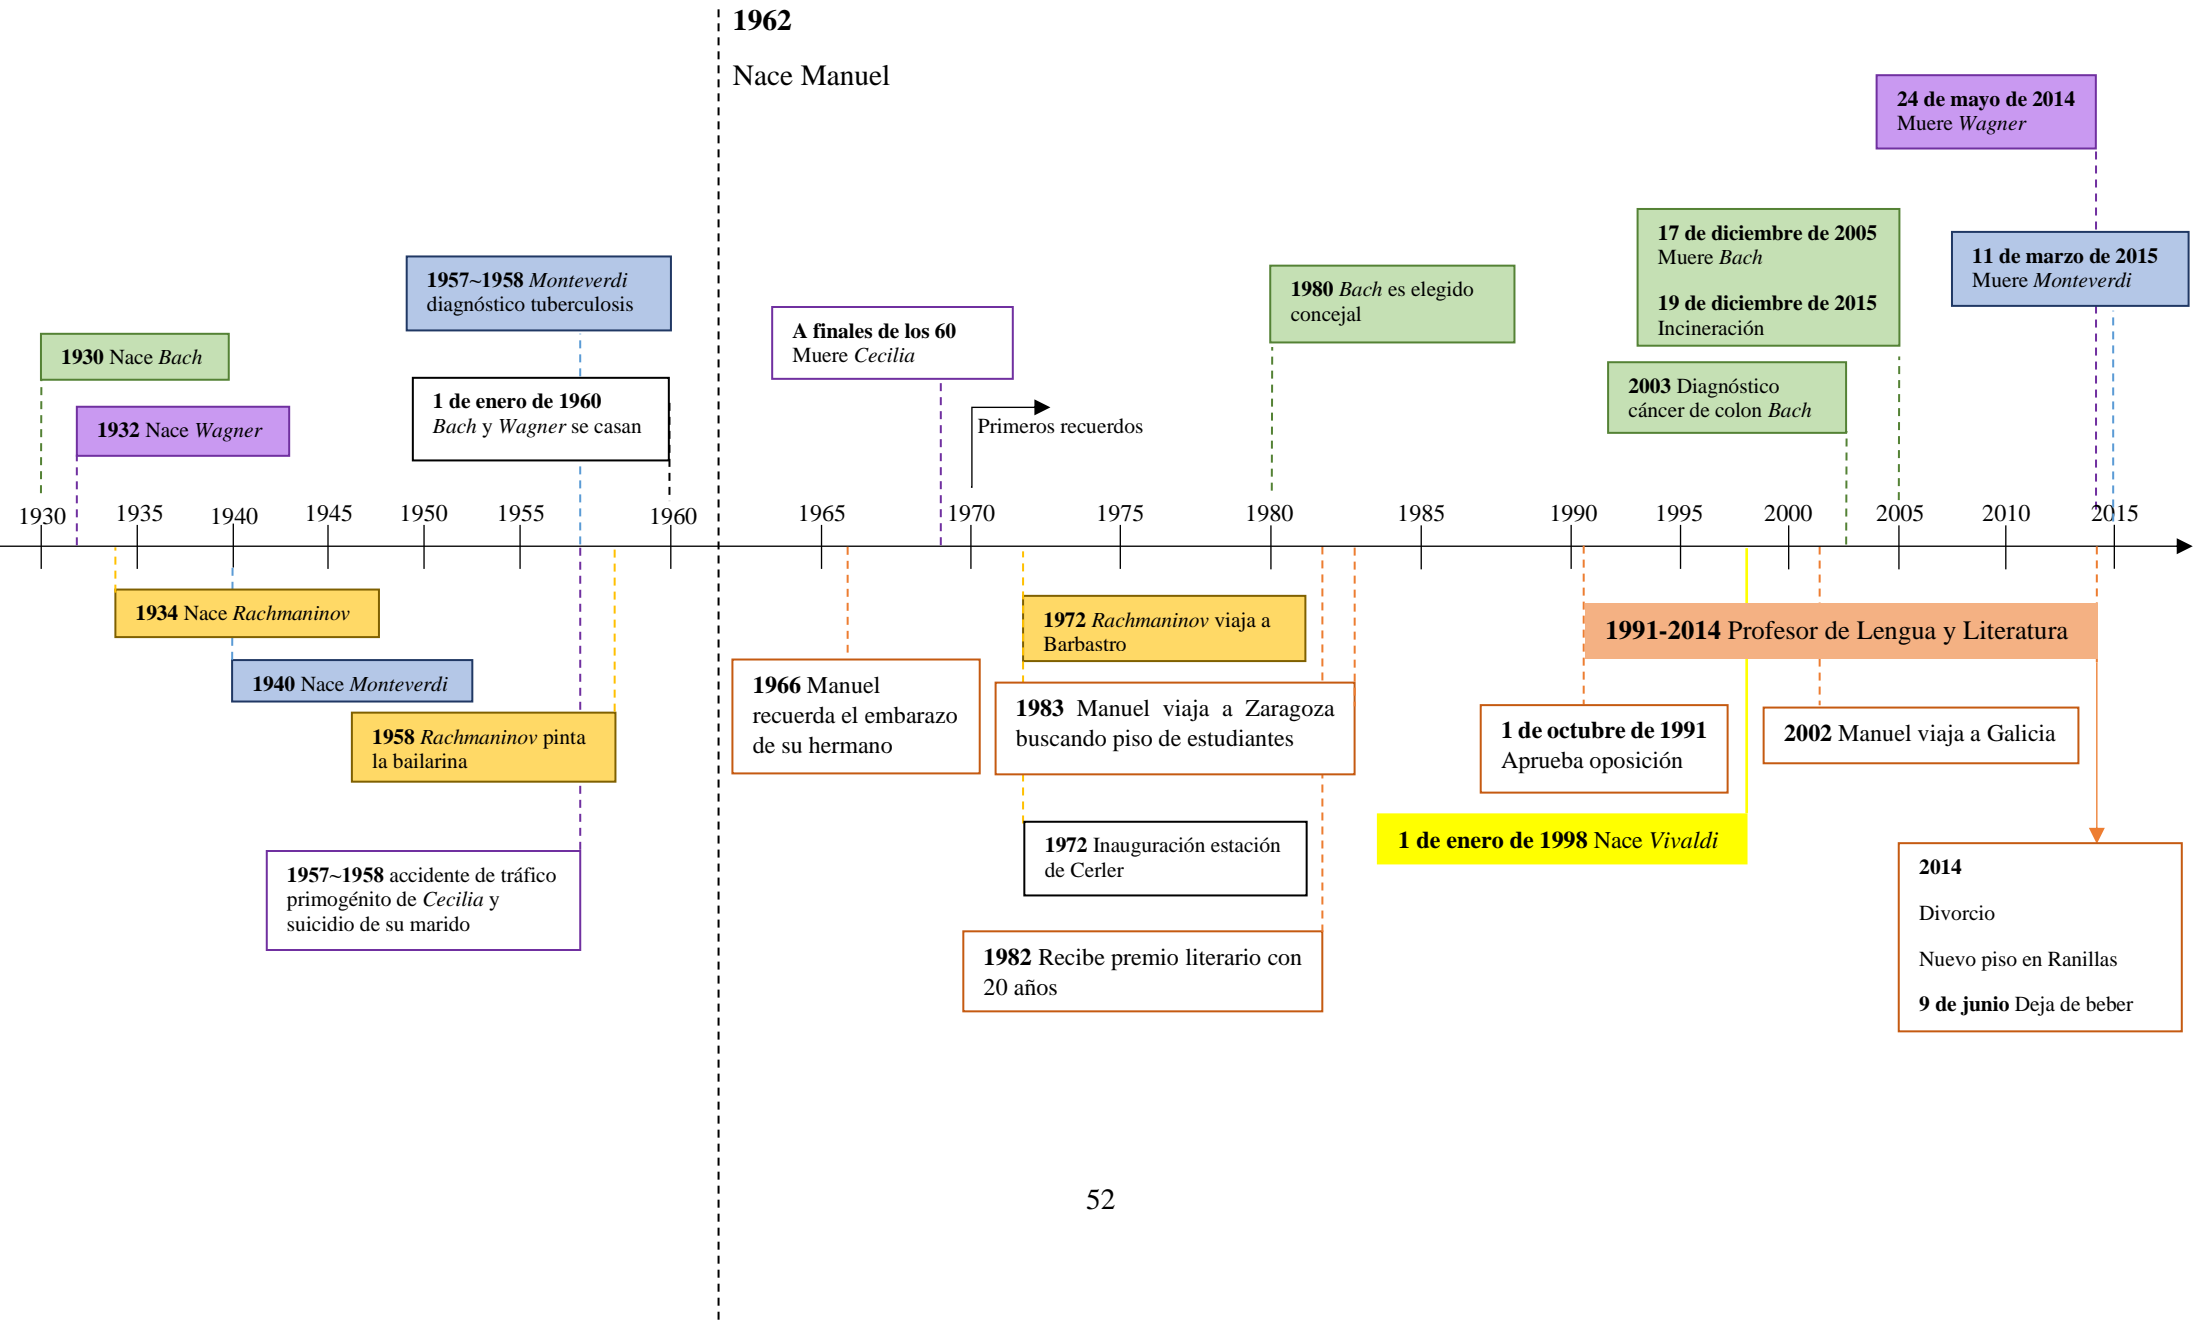 1962
Nace Manuel
24 de mayo de 2014
Muere Wagner
17 de diciembre de 2005
Muere Bach
19 de diciembre de 2015
Incineración
11 de marzo de 2015
Muere Monteverdi
1957~1958 Monteverdi
diagnóstico tuberculosis
1980 Bach es elegido
concejal
A finales de los 60
Muere Cecilia
1930 Nace Bach
2003 Diagnóstico
cáncer de colon Bach
1 de enero de 1960
Bach y Wagner se casan
1932 Nace Wagner
Primeros recuerdos
1930 1935 1940 1945 1950 1955 1960 1965 1970 1975 1980 1985 1990 1995 2000 2005 2010 2015
1934 Nace Rachmaninov
1940 Nace Monteverdi
1958 Rachmaninov pinta
la bailarina
1957~1958 accidente de tráfico
primogénito de Cecilia y
suicidio de su marido
1966 Manuel
recuerda el embarazo
de su hermano
1972 Rachmaninov viaja a
Barbastro
1983 Manuel viaja a Zaragoza
buscando piso de estudiantes
1972 Inauguración estación
de Cerler
1982 Recibe premio literario con
20 años
1991-2014 Profesor de Lengua y Literatura
1 de octubre de 1991
Aprueba oposición
2002 Manuel viaja a Galicia
1 de enero de 1998 Nace Vivaldi
2014
Divorcio
Nuevo piso en Ranillas
9 de junio Deja de beber
52